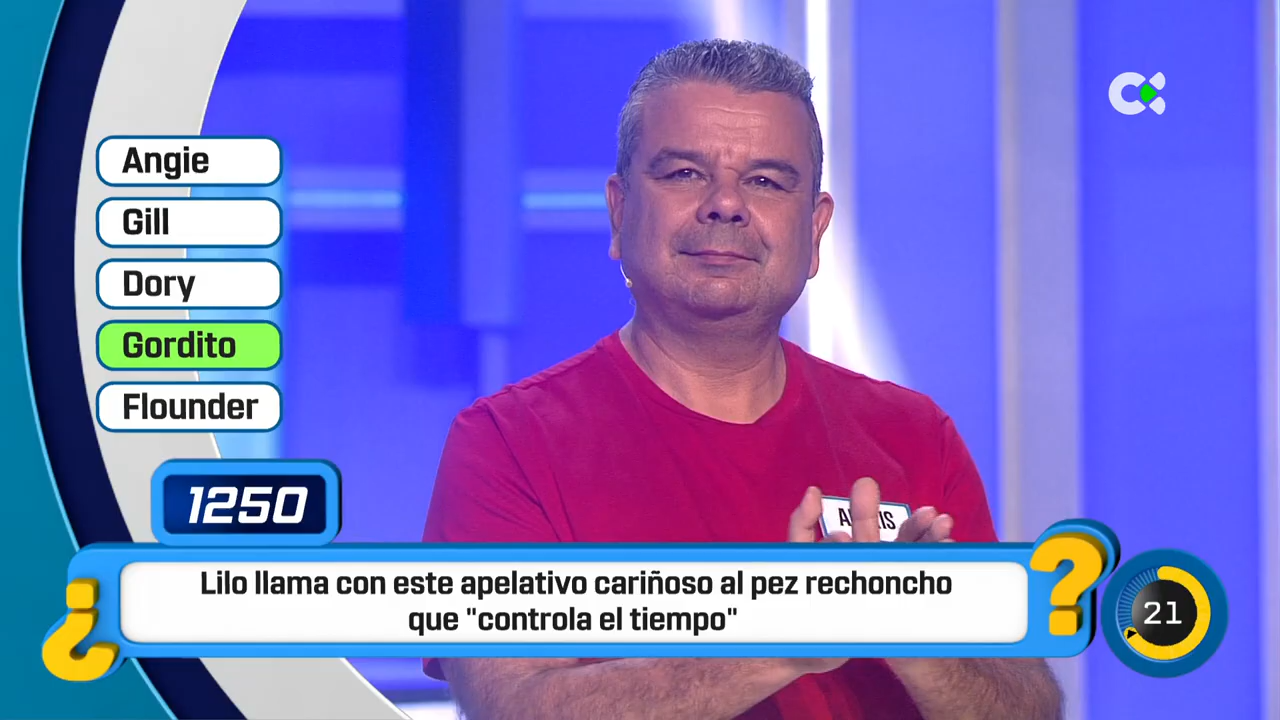 Angie
Gill
Dory
Gordito
Flounder
1250
Lilo llama con este apelativo cariñoso al pez rechoncho
que "controla el tiempo"
¿
?
21